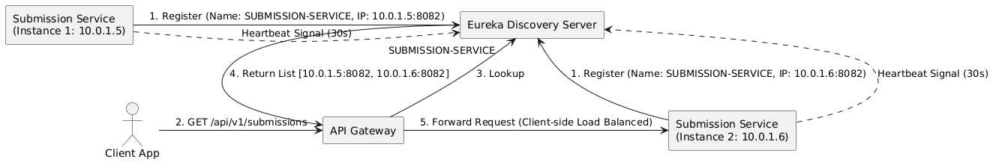 Submission Service
(Instance 1: 10.0.1.5)
1. Register (Name: SUBMISSION-SERVICE, IP: 10.0.1.5:8082)
Heartbeat Signal (30s)
Eureka Discovery Server
SUBMISSION-SERVICE
4. Return List [10.0.1.5:8082, 10.0.1.6:8082]
3. Lookup
1. Register (Name: SUBMISSION-SERVICE, IP: 10.0.1.6:8082)
Heartbeat Signal (30s)
2. GET /api/v1/submissions
Client App
API Gateway
5. Forward Request (Client-side Load Balanced)
Submission Service
(Instance 2: 10.0.1.6)